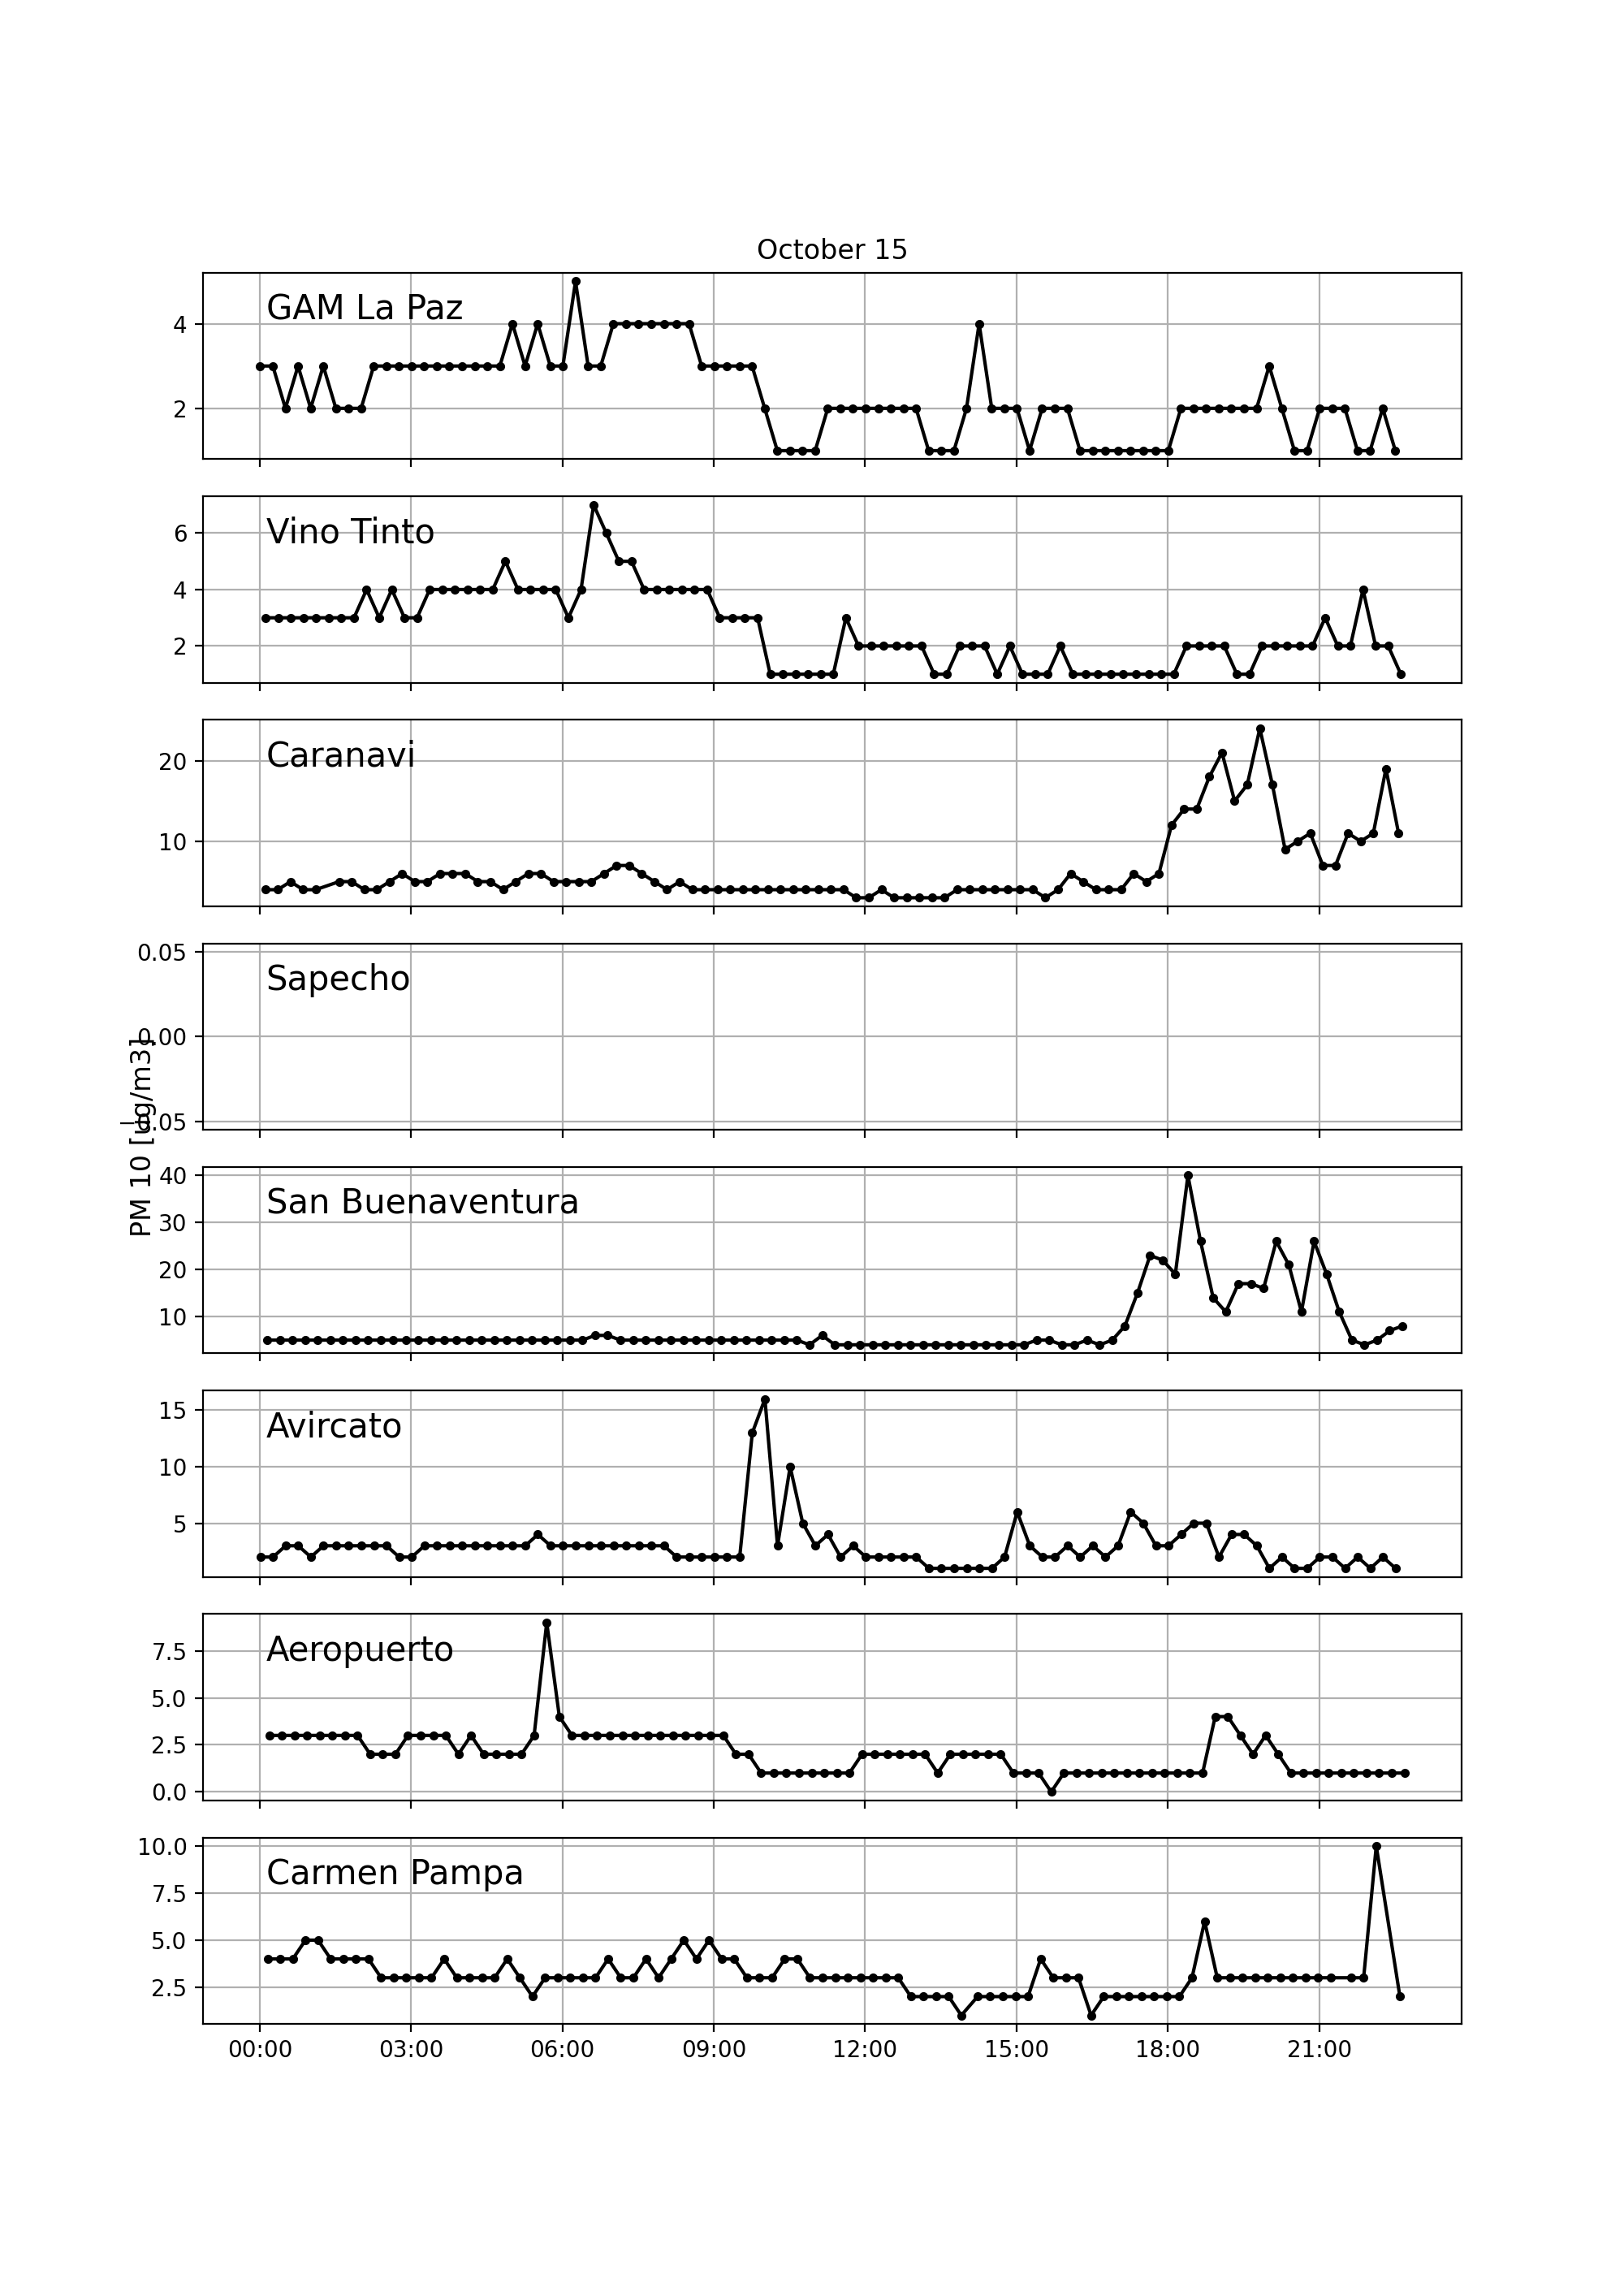 October 15
GAM La Paz
4
2
Vino Tinto
6
4
2
Caranavi
20
10
Sapecho
0.05
0.00
PM 10 [µg/m3]
San Buenaventura
40
30
20
10
Avircato
15
10
5
Aeropuerto
7.5
5.0
2.5
0.0
Carmen Pampa
10.0
7.5
5.0
2.5
00:00 03:00 06:00 09:00 12:00 15:00 18:00 21:00